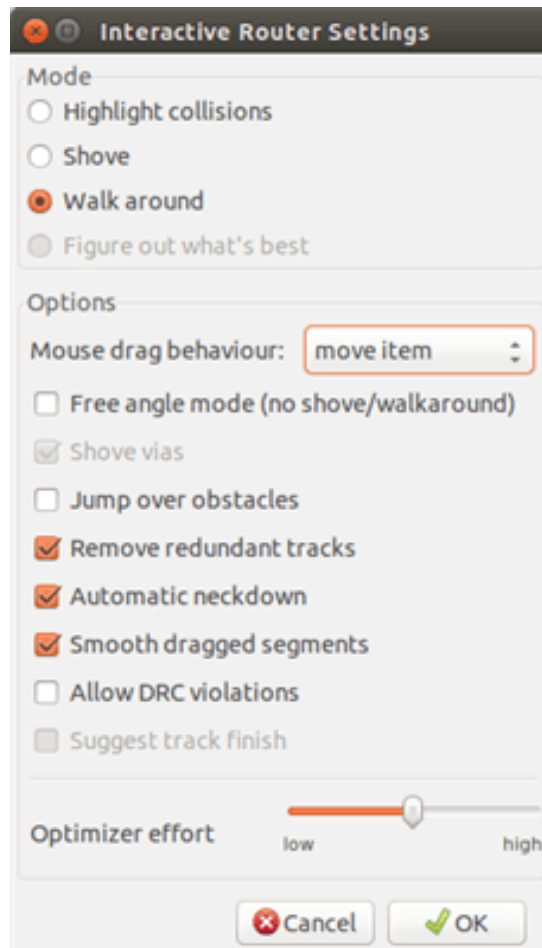 Interactive Router Settings
Mode
Highlight collisions
Shove
Walk around
Figure out what's best
Options
Mouse drag behaviour: move item
Free angle mode (no shove/walkaround)
Shove vias
Jump over obstacles
Remove redundant tracks
Automatic neckdown
Smooth dragged segments
Allow DRC violations
Suggest track finish
Optimizer effort
low high
Cancel OK